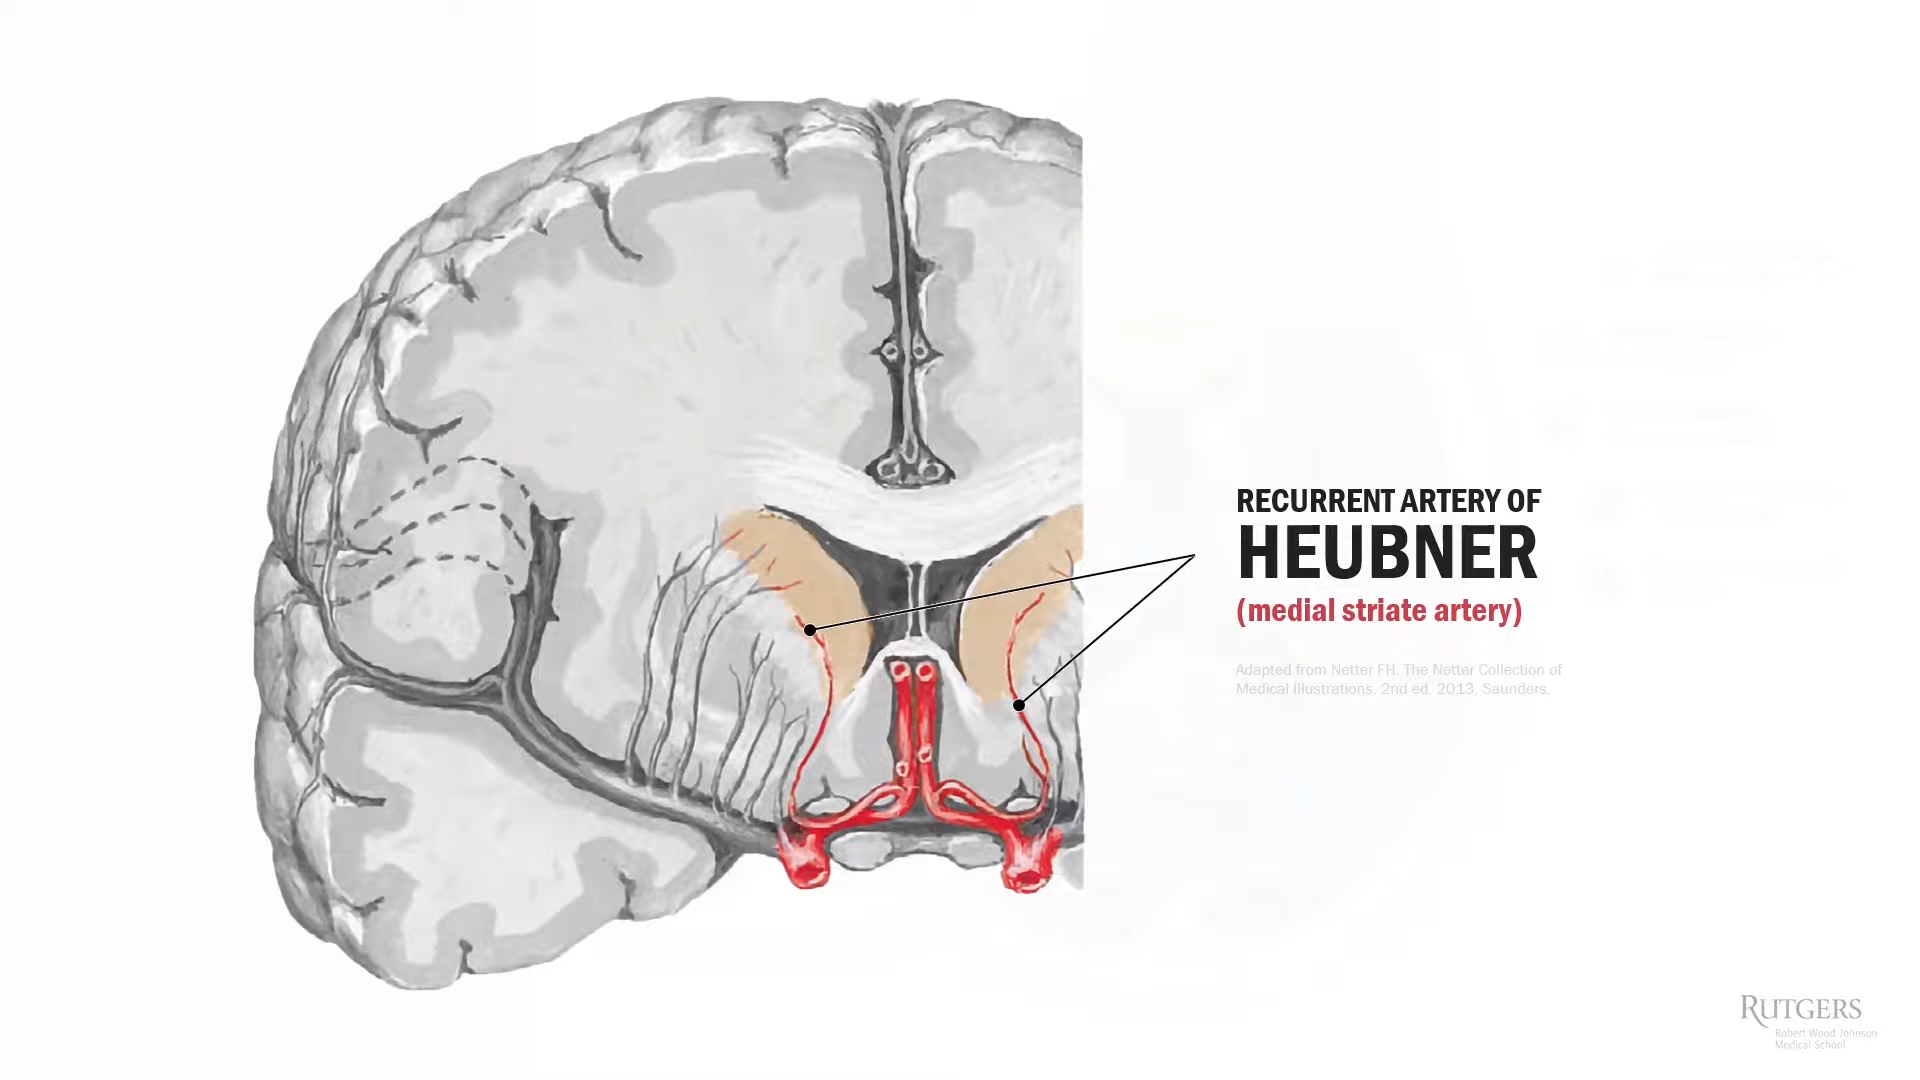 RECURRENT ARTERY OF
HEUBNER
(medial striate artery)
Adapted from Netter FH. The Netter Collection of
Medical Illustrations. 2nd ed. 2013, Saunders.
RUTGERS
Robert Wood Johnson
Medical School